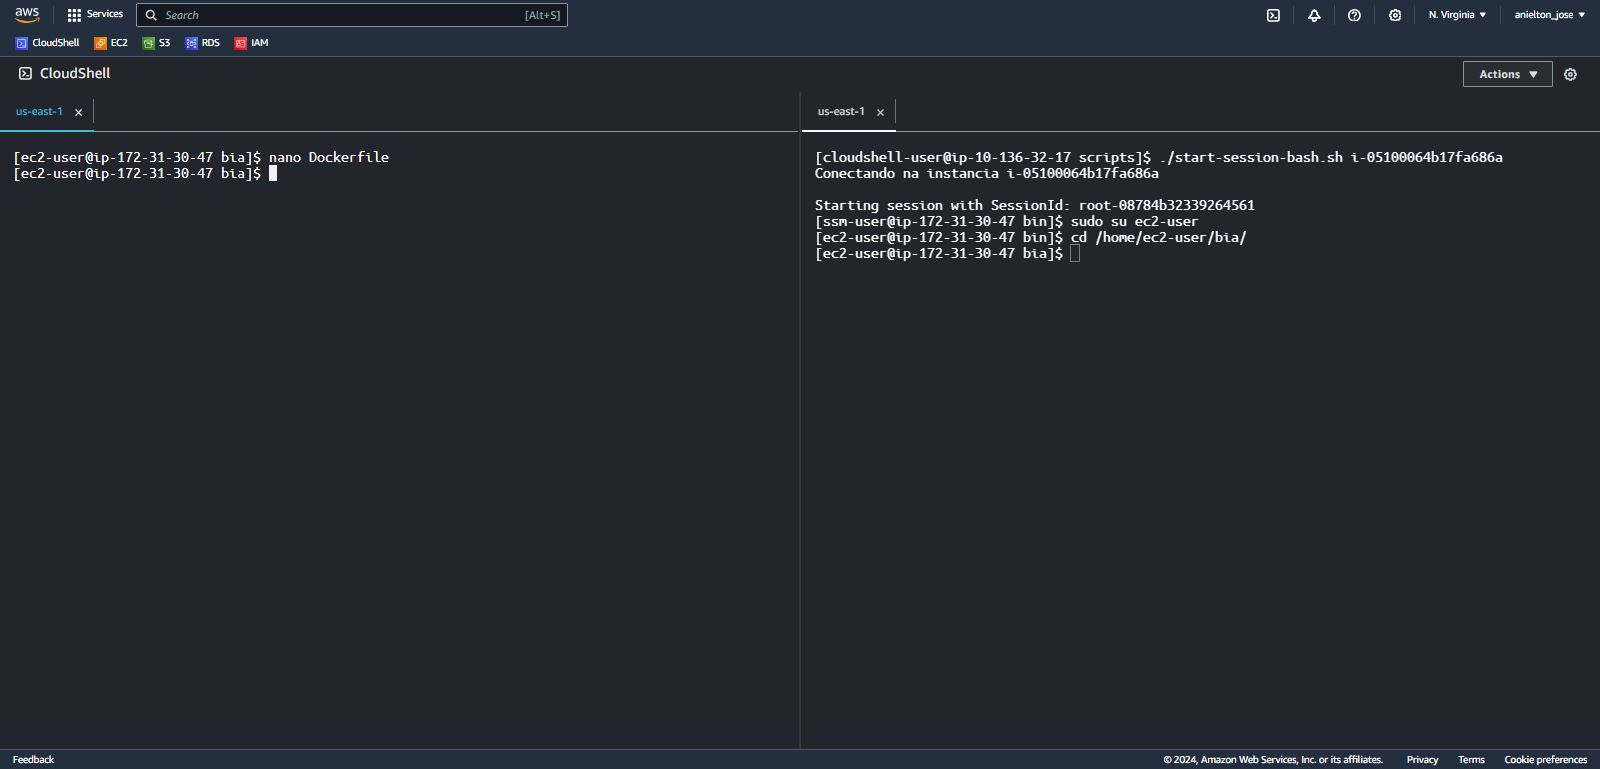 aws
Services
Search
[Alt+S]
N. Virginia
anielton_jose
CloudShell EC2 S3 RDS IAM
CloudShell
Actions
us-east-1
[ec2-user@ip-172-31-30-47 bia]$ nano Dockerfile
[ec2-user@ip-172-31-30-47 bia]$
us-east-1
[cloudshell-user@ip-10-136-32-17 scripts]$ ./start-session-bash.sh i-05100064b17fa686a
Conectando na instancia i-05100064b17fa686a
Starting session with SessionId: root-08784b32339264561
[ssm-user@ip-172-31-30-47 bin]$ sudo su ec2-user
[ec2-user@ip-172-31-30-47 bin]$ cd /home/ec2-user/bia/
[ec2-user@ip-172-31-30-47 bia]$
Feedback
© 2024, Amazon Web Services, Inc. or its affiliates.
Privacy
Terms
Cookie preferences